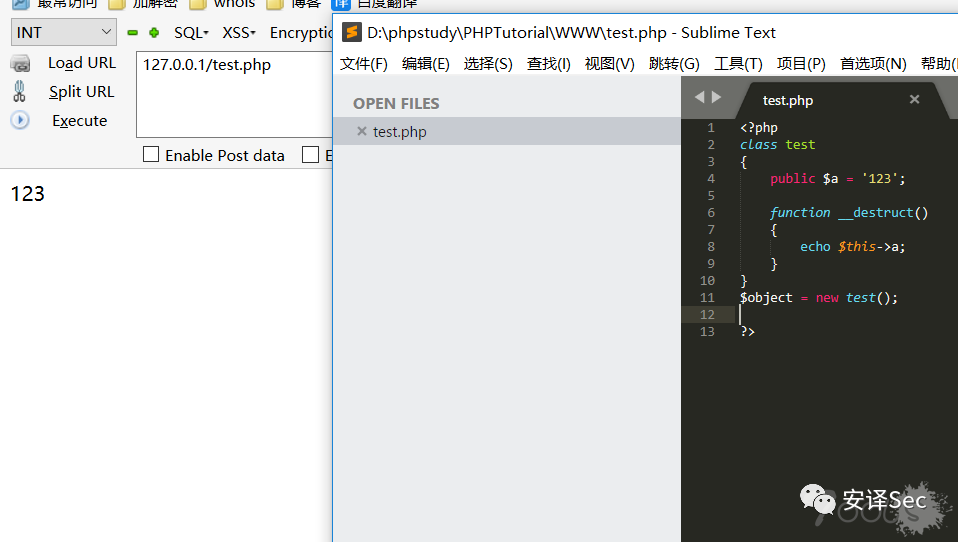 最常访问 加解密 whois 博客 译 百度翻译
INT SQL XSS Encryptio
Load URL
Split URL
Execute
127.0.0.1/test.php
Enable Post data E
123
D:\phpstudy\PHPTutorial\WWW\test.php - Sublime Text
文件(F) 编辑(E) 选择(S) 查找(I) 视图(V) 跳转(G) 工具(T) 项目(P) 首选项(N) 帮助(
OPEN FILES
test.php
test.php
1 <?php
2 class test
3 {
4 public $a = '123';
5
6 function __destruct()
7 {
8 echo $this->a;
9 }
10 }
11 $object = new test();
12
13 ?>
安译Sec